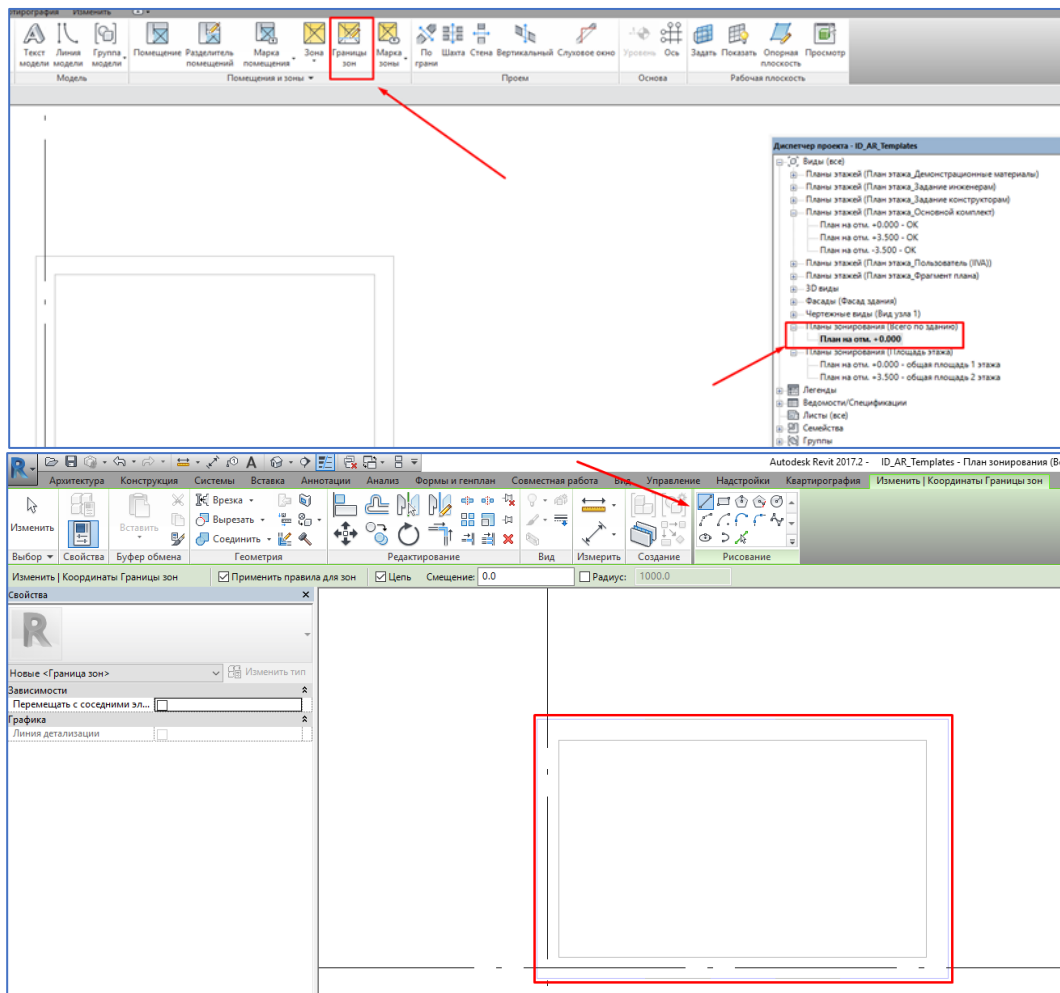 Изменить
Текст модели
Линия модели
Группа модели
Помещение
Разделитель помещений
Марка помещения
Зона
Границы зон
Марка зоны
По грани
Шахта
Стена
Вертикальный
Слуховое окно
Уровень
Ось
Задать
Показать
Опорная плоскость
Просмотр
Модель
Помещения и зоны
Проем
Основа
Рабочая плоскость
Диспетчер проекта - ID_AR_Templates
Виды (все)
Планы этажей (План этажа_Демонстрационные материалы)
Планы этажей (План этажа_Задание инженерам)
Планы этажей (План этажа_Задание конструкторам)
Планы этажей (План этажа_Основной комплект)
План на отм. +0.000 - ОК
План на отм. +3.500 - ОК
План на отм. -3.500 - ОК
Планы этажей (План этажа_Пользователь (IIVA))
Планы этажей (План этажа_Фрагмент плана)
3D виды
Фасады (Фасад здания)
Чертежные виды (Вид узла 1)
Планы зонирования (Всего по зданию)
План на отм. +0.000
Планы зонирования (Площадь этажа)
План на отм. +0.000 - общая площадь 1 этажа
План на отм. +3.500 - общая площадь 2 этажа
Легенды
Ведомости/Спецификации
Листы (все)
Семейства
Группы
Autodesk Revit 2017.2 - ID_AR_Templates - План зонирования (Вс
Архитектура Конструкция Системы Вставка Аннотации Анализ Формы и генплан Совместная работа Вид Управление Надстройки Квартирография Изменить | Координаты Границы зон
Изменить
Вставить
Врезка
Вырезать
Соединить
Выбор Свойства Буфер обмена Геометрия Редактирование Вид Измерить Создание Рисование
Изменить | Координаты Границы зон Применить правила для зон Цепь Смещение: 0.0 Радиус: 1000.0
Свойства
Новые <Граница зон> Изменить тип
Зависимости
Перемещать с соседними эл...
Графика
Линия детализации